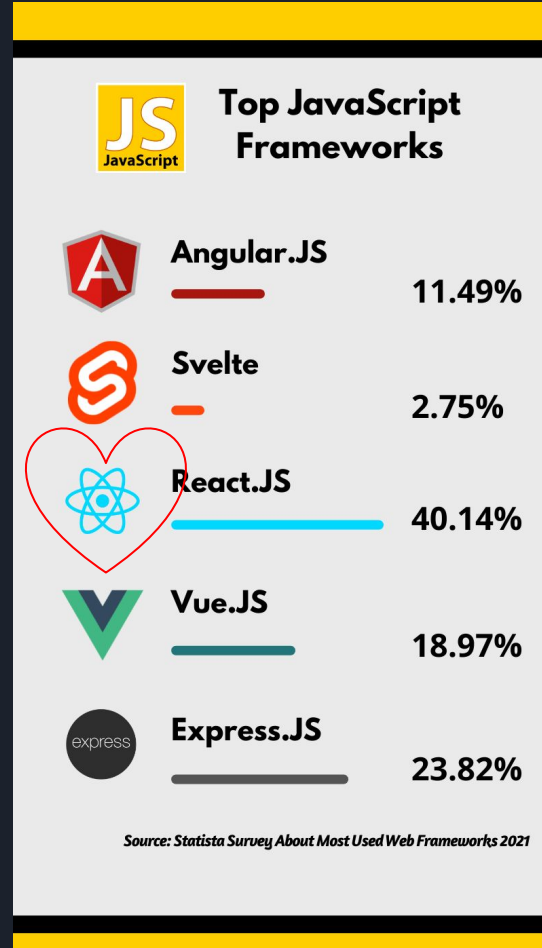 JS
JavaScript
Top JavaScript
Frameworks
A
Angular.JS
11.49%
Svelte
2.75%
React.JS
40.14%
Vue.JS
18.97%
express
Express.JS
23.82%
Source: Statista Survey About Most Used Web Frameworks 2021